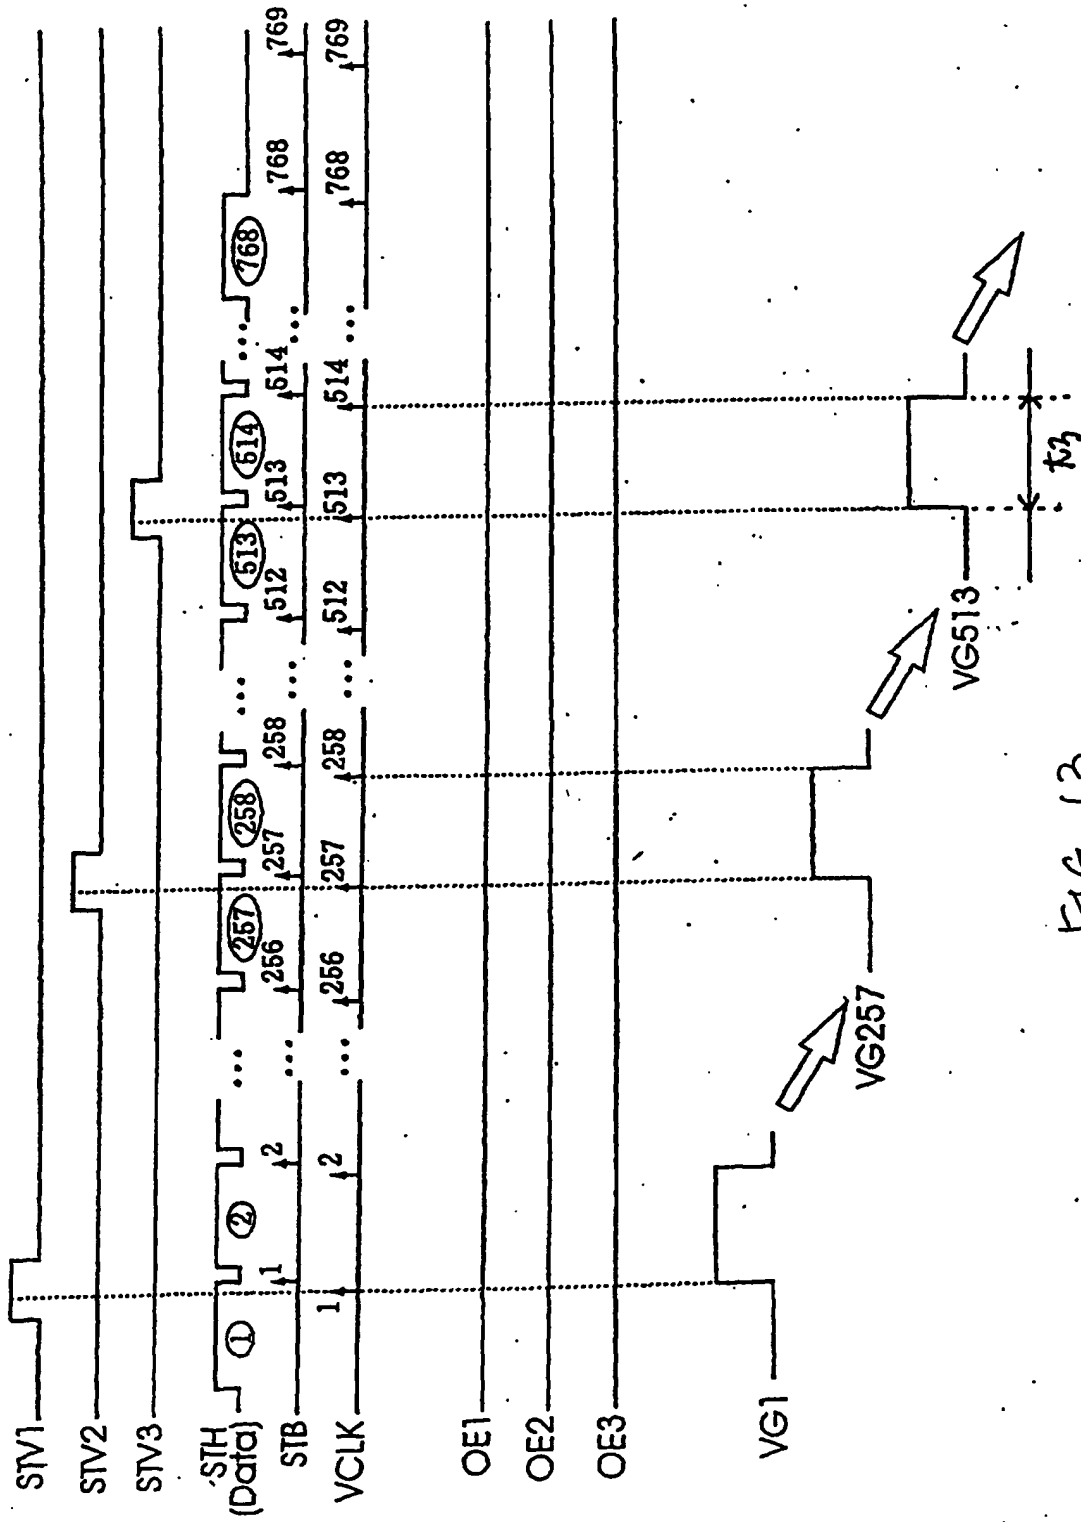 STV1
STV2
STV3
STH
(Data)
① ② ... 257 258 ... 513 514 ... 768
STB
1 2 ... 256 257 258 ... 512 513 514 ... 768 769
VCLK
1 2 ... 256 257 258 ... 512 513 514 ... 768 769
OE1
OE2
OE3
VG1
VG257
VG513